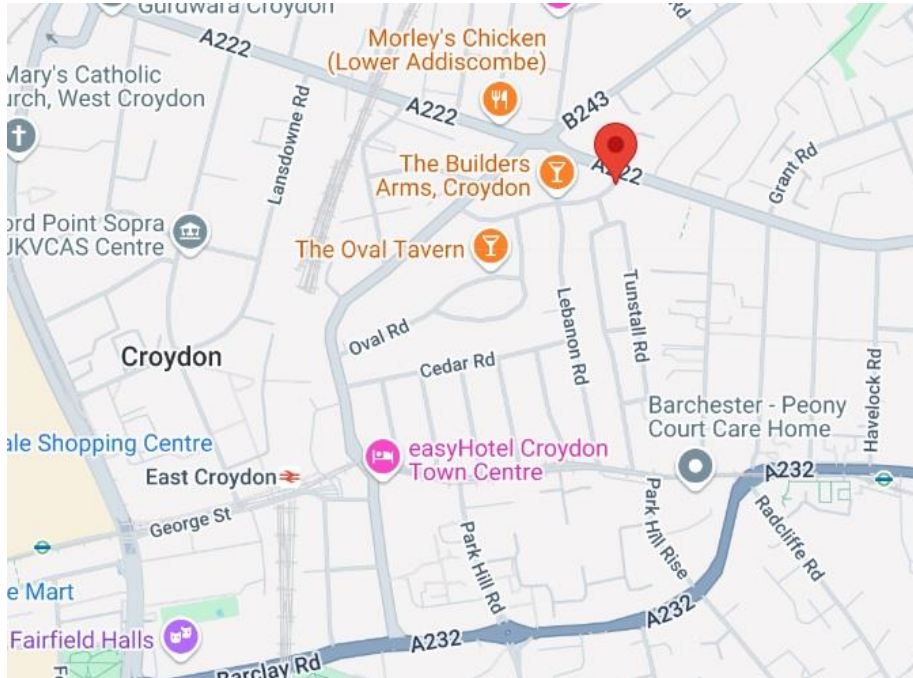 Gurdwara Croydon
A222
Rd
Morley's Chicken
(Lower Addiscombe)
Mary's Catholic
urch, West Croydon
Lansdowne Rd
A222
B243
The Builders
Arms, Croydon
A222
Grant Rd
ord Point Sopra
UKVCAS Centre
The Oval Tavern
Oval Rd
Lebanon Rd
Tunstall Rd
Croydon
Cedar Rd
Havelock Rd
Barchester - Peony
Court Care Home
ale Shopping Centre
easyHotel Croydon
Town Centre
East Croydon
A232
George St
Park Hill Rd
Park Hill Rise
Radcliffe Rd
e Mart
A232
Fairfield Halls
A232
Barclay Rd